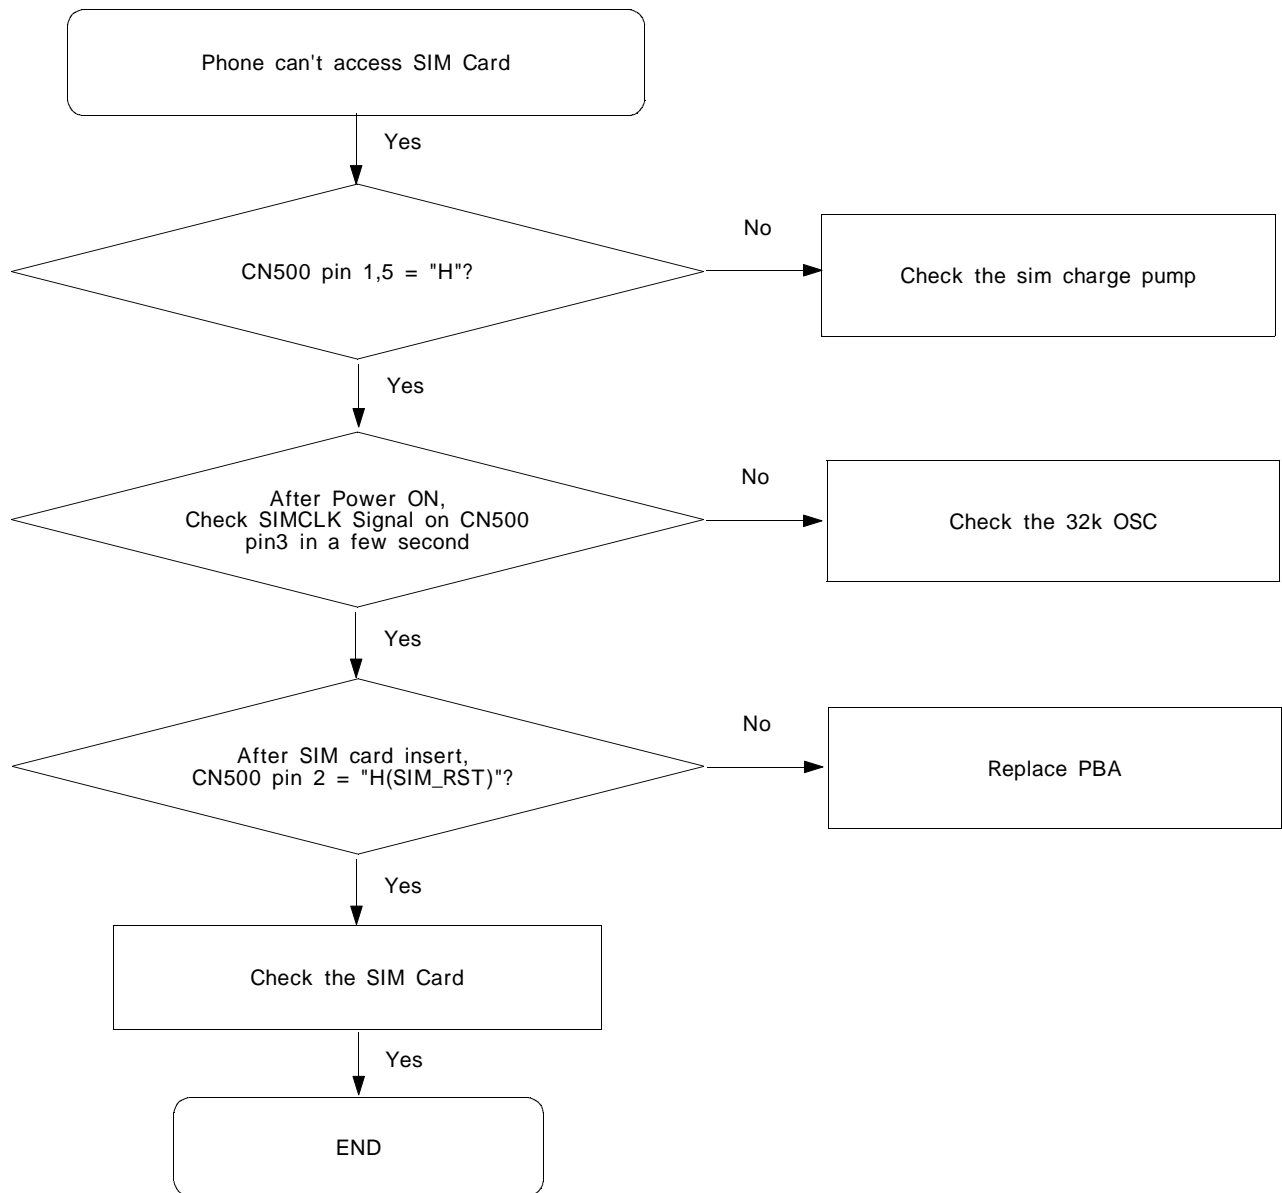 Phone can't access SIM Card
Yes
CN500 pin 1,5 = "H"?
No
Check the sim charge pump
Yes
After Power ON,
Check SIMCLK Signal on CN500
pin3 in a few second
No
Check the 32k OSC
Yes
After SIM card insert,
CN500 pin 2 = "H(SIM_RST)"?
No
Replace PBA
Yes
Check the SIM Card
Yes
END